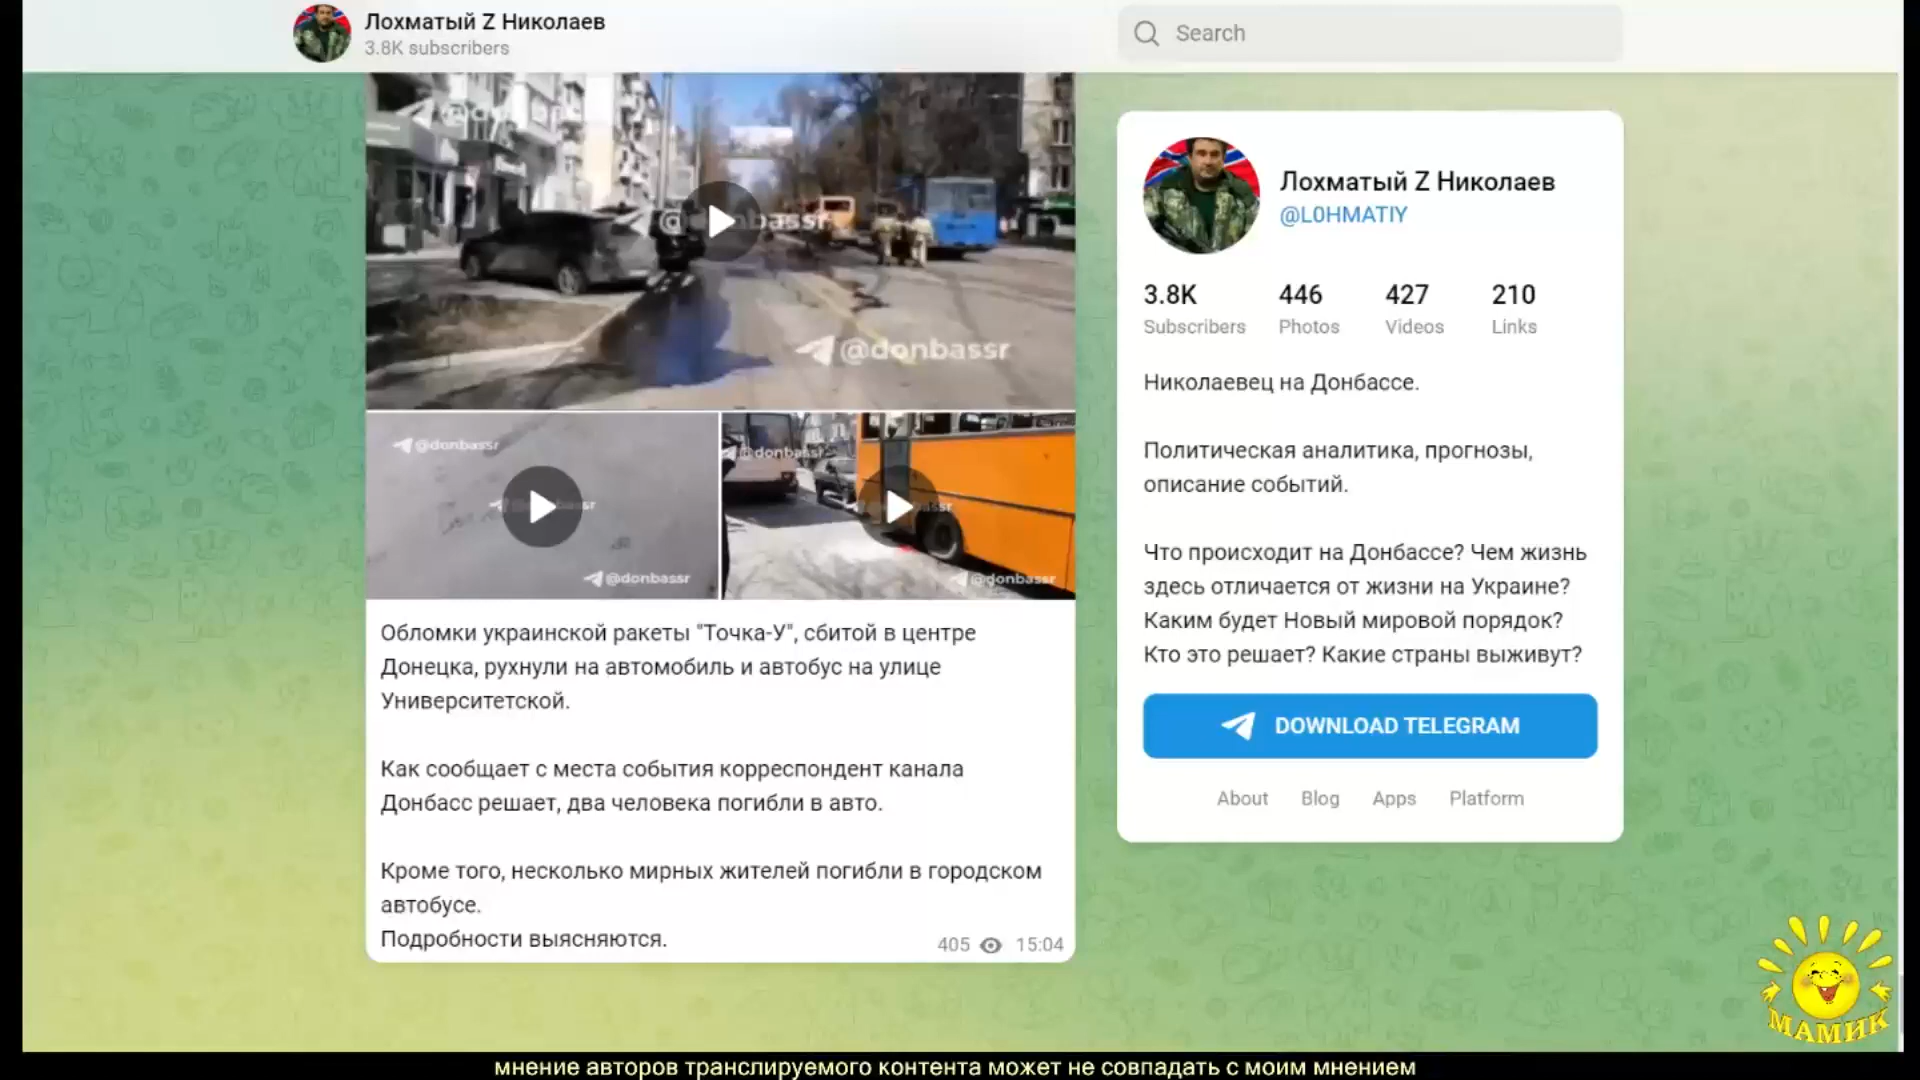 Лохматый Z Николаев
3.8K subscribers
Search
@donbassr
@donbassr
@donbassr
@donbassr
@donbassr
@donbassr
Обломки украинской ракеты "Точка-У", сбитой в центре
Донецка, рухнули на автомобиль и автобус на улице
Университетской.
Как сообщает с места события корреспондент канала
Донбасс решает, два человека погибли в авто.
Кроме того, несколько мирных жителей погибли в городском
автобусе.
Подробности выясняются.
405 15:04
Лохматый Z Николаев
@L0HMATIY
3.8K 446 427 210
Subscribers Photos Videos Links
Николаевец на Донбассе.
Политическая аналитика, прогнозы,
описание событий.
Что происходит на Донбассе? Чем жизнь
здесь отличается от жизни на Украине?
Каким будет Новый мировой порядок?
Кто это решает? Какие страны выживут?
DOWNLOAD TELEGRAM
About Blog Apps Platform
МАМИК
мнение авторов транслируемого контента может не совпадать с моим мнением